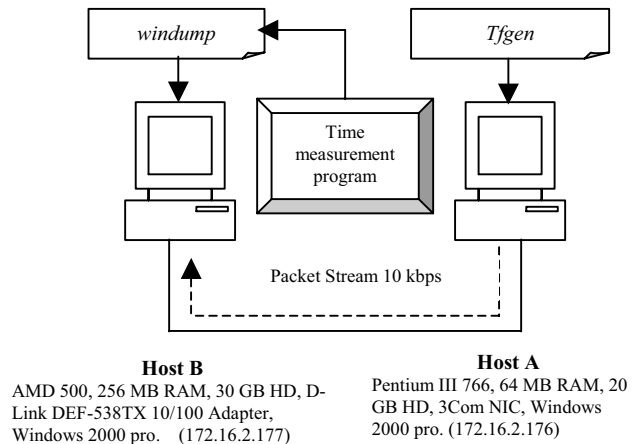 windump
Tfgen
Time
measurement
program
Packet Stream 10 kbps
Host B
AMD 500, 256 MB RAM, 30 GB HD, D-
Link DEF-538TX 10/100 Adapter,
Windows 2000 pro. (172.16.2.177)
Host A
Pentium III 766, 64 MB RAM, 20
GB HD, 3Com NIC, Windows
2000 pro. (172.16.2.176)